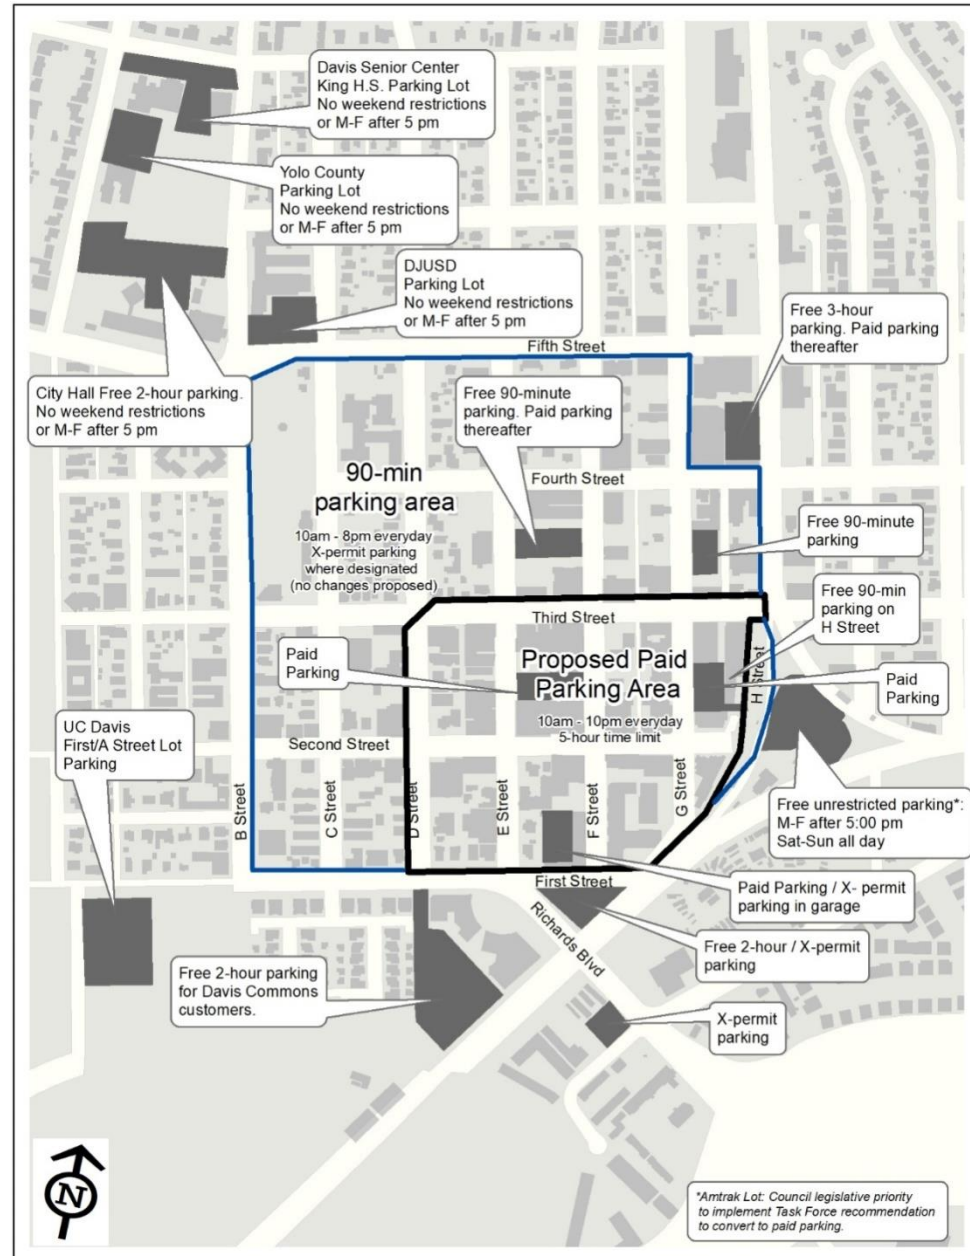 Davis Senior Center
King H.S. Parking Lot
No weekend restrictions
or M-F after 5 pm
Yolo County
Parking Lot
No weekend restrictions
or M-F after 5 pm
DJUSD
Parking Lot
No weekend restrictions
or M-F after 5 pm
Free 3-hour
parking. Paid parking
thereafter
Fifth Street
City Hall Free 2-hour parking.
No weekend restrictions
or M-F after 5 pm
Free 90-minute
parking. Paid parking
thereafter
90-min
parking area
10am - 8pm everyday
X-permit parking
where designated
(no changes proposed)
Fourth Street
Free 90-minute
parking
Free 90-min
parking on
H Street
Third Street
Paid
Parking
Proposed Paid
Parking Area
10am - 10pm everyday
5-hour time limit
H Street
Paid
Parking
UC Davis
First/A Street Lot
Parking
Second Street
B Street
C Street
D Street
E Street
F Street
G Street
Free unrestricted parking*:
M-F after 5:00 pm
Sat-Sun all day
First Street
Paid Parking / X- permit
parking in garage
Richards Blvd
Free 2-hour / X-permit
parking
Free 2-hour parking
for Davis Commons
customers.
X-permit
parking
N
*Amtrak Lot: Council legislative priority
to implement Task Force recommendation
to convert to paid parking.